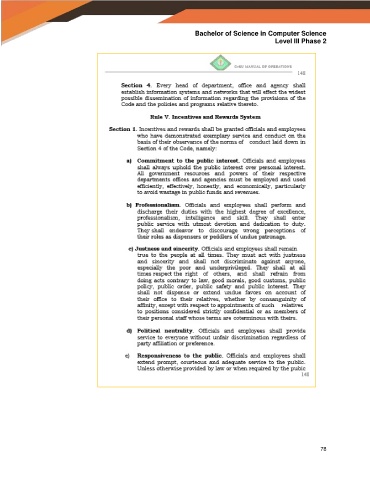 Bachelor of Science in Computer Science
Level III Phase 2
MANUAL OF OPERATIONS
148
Section 4. Every head of department, office and agency shall
establish information systems and networks that will effect the widest
possible dissemination of information regarding the provisions of the
Code and the policies and programs relative thereto.
Rule V. Incentives and Rewards System
Section 1. Incentives and rewards shall be granted officials and employees
who have demonstrated exemplary service and conduct on the
basis of their observance of the norms of conduct laid down in
Section 4 of the Code, namely:
a) Commitment to the public interest. Officials and employees
shall always uphold the public interest over personal interest.
All government resources and powers of their respective
departments offices and agencies must be employed and used
efficiently, effectively, honestly, and economically, particularly
to avoid wastage in public funds and revenues.
b) Professionalism. Officials and employees shall perform and
discharge their duties with the highest degree of excellence,
professionalism, intelligence and skill. They shall enter
public service with utmost devotion and dedication to duty.
They shall endeavor to discourage wrong perceptions of
their roles as dispensers or peddlers of undue patronage.
c) Justness and sincerity. Officials and employees shall remain
true to the people at all times. They must act with justness
and sincerity and shall not discriminate against anyone,
especially the poor and underprivileged. They shall at all
times respect the right of others, and shall refrain from
doing acts contrary to law, good morals, good customs, public
policy, public order, public safety and public interest. They
shall not dispense or extend undue favors on account of
their office to their relatives, whether by consanguinity of
affinity, except with respect to appointments of such relatives
to positions considered strictly confidential or as members of
their personal staff whose terms are coterminous with theirs.
d) Political neutrality. Officials and employees shall provide
service to everyone without unfair discrimination regardless of
party affiliation or preference.
e) Responsiveness to the public. Officials and employees shall
extend prompt, courteous and adequate service to the public.
Unless otherwise provided by law or when required by the public
148
78